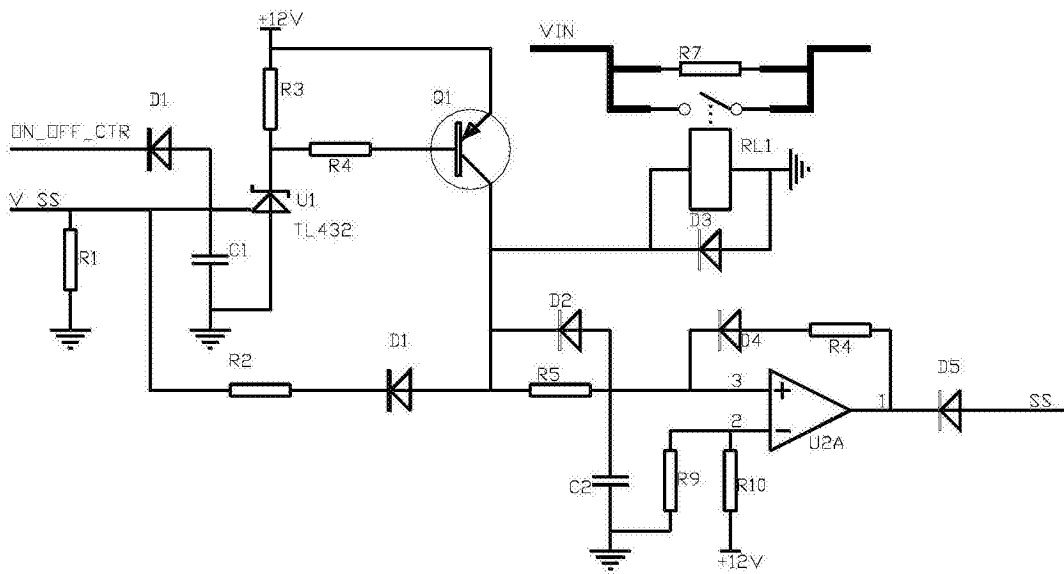 +12V
VIN
R7
R3
Q1
D1
ON_OFF_CTR
R4
RL1
V_SS
U1
TL432
D3
R1
C1
D2
D1
D4
R4
R2
R5
3
D5
1
SS
2
U2A
C2
R9
R10
+12V